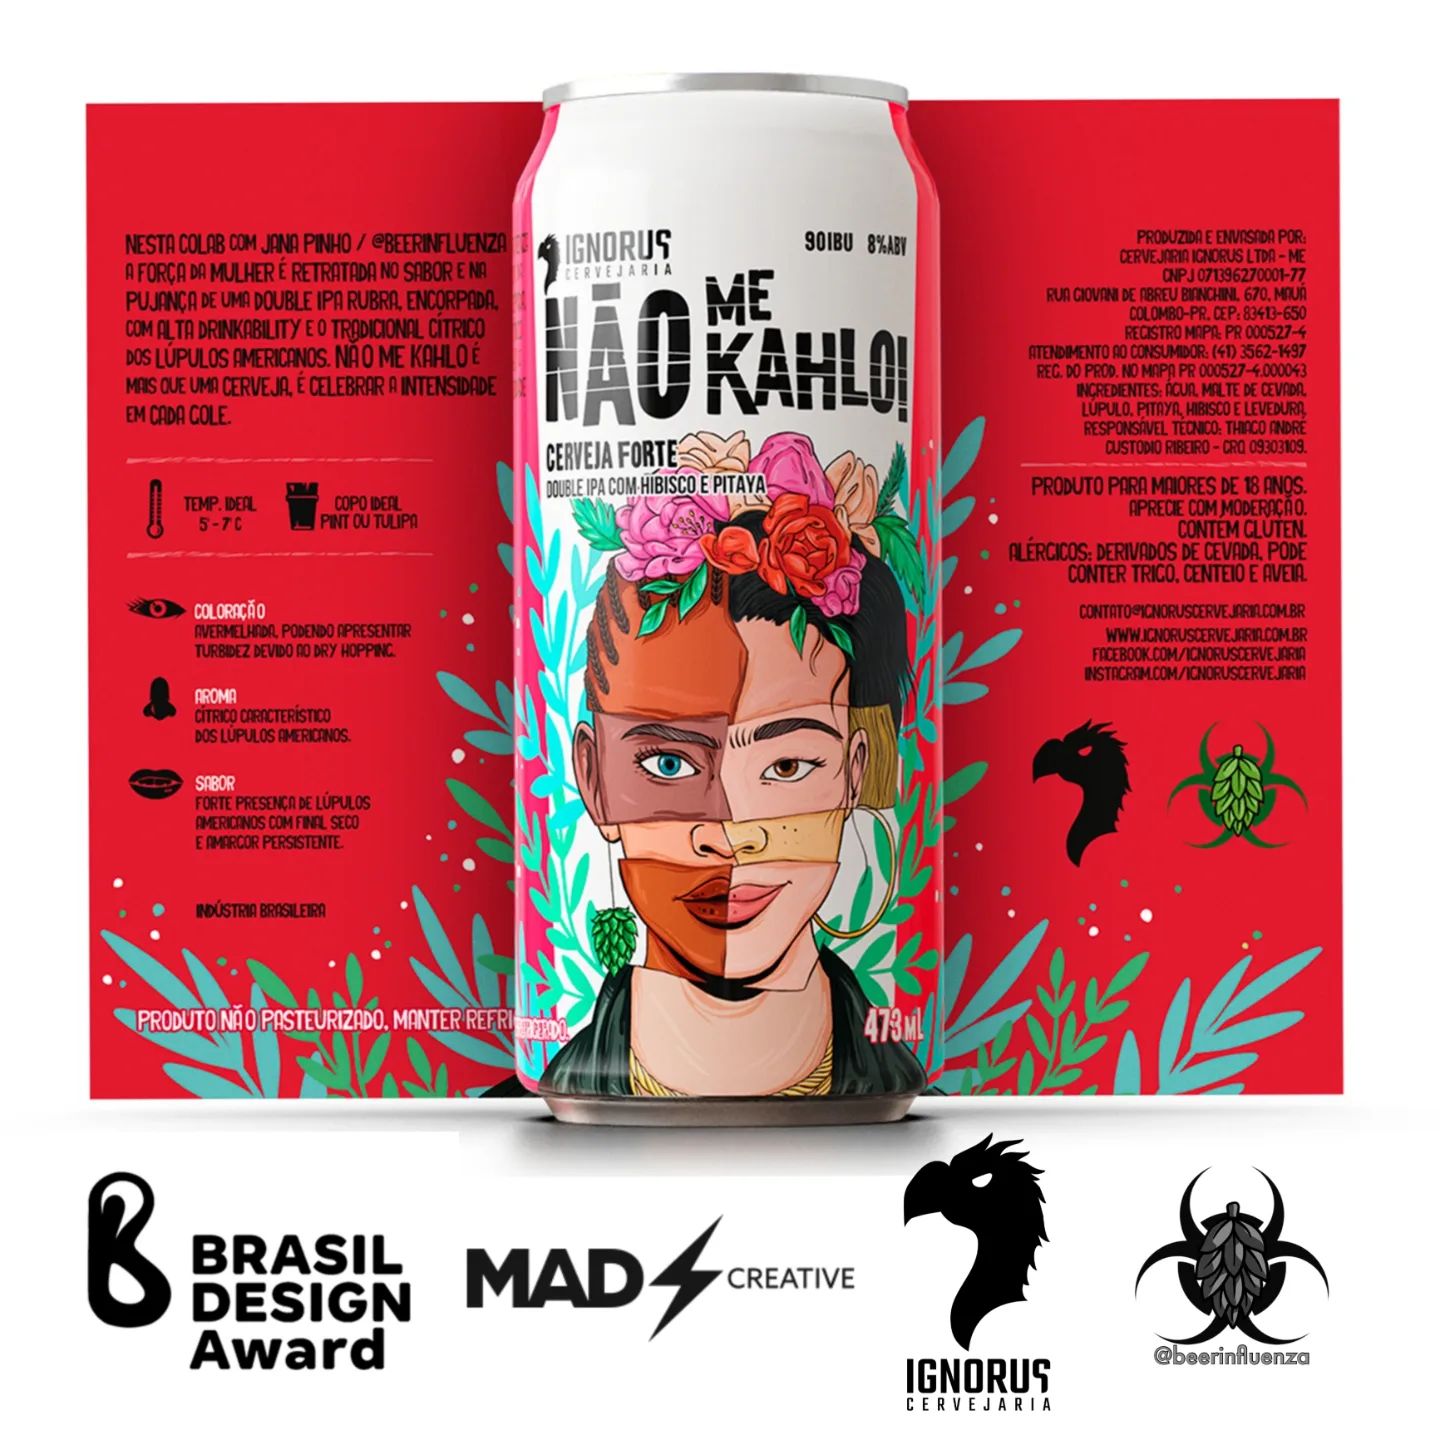 NESTA COLAB COM JANA PINHO / @BEERINFLUENZA
A FORÇA DA MULHER É RETRATADA NO SABOR E NA
PUJANÇA DE UMA DOUBLE IPA RUBRA, ENCORPADA,
COM ALTA DRINKABILITY E O TRADICIONAL CÍTRICO
DOS LÚPULOS AMERICANOS. NÃO ME KAHLO É
MAIS QUE UMA CERVEJA, É CELEBRAR A INTENSIDADE
EM CADA GOLE.
TEMP. IDEAL
5° - 7° C
COPO IDEAL
PINT OU TULIPA
COLORAÇÃO
AVERMELHADA, PODENDO APRESENTAR
TURBIDEZ DEVIDO AO DRY HOPPING.
AROMA
CÍTRICO CARACTERÍSTICO
DOS LÚPULOS AMERICANOS.
SABOR
FORTE PRESENÇA DE LÚPULOS
AMERICANOS COM FINAL SECO
E AMARGOR PERSISTENTE.
INDÚSTRIA BRASILEIRA
PRODUTO NÃO PASTEURIZADO. MANTER REFRI
IGNORUS
CERVEJARIA
90IBU 8%ABV
NÃO ME
KAHLO!
CERVEJA FORTE
DOUBLE IPA COM HIBISCO E PITAYA
473ML
PRODUZIDA E ENVASADA POR:
CERVEJARIA IGNORUS LTDA - ME
CNPJ 071396270001-77
RUA GIOVANI DE ABREU BIANCHINI, 670, MAUÁ
COLOMBO-PR. CEP: 83413-650
REGISTRO MAPA: PR 000527-4
ATENDIMENTO AO CONSUMIDOR: (41) 3562-1497
REG. DO PROD. NO MAPA PR 000527-4.000043
INGREDIENTES: ÁGUA, MALTE DE CEVADA,
LÚPULO, PITAYA, HIBISCO E LEVEDURA.
RESPONSÁVEL TÉCNICO: THIAGO ANDRÉ
CUSTÓDIO RIBEIRO - CRQ 09303109.
PRODUTO PARA MAIORES DE 18 ANOS.
APRECIE COM MODERAÇÃO.
CONTEM GLUTEN.
ALÉRGICOS: DERIVADOS DE CEVADA, PODE
CONTER TRIGO, CENTEIO E AVEIA.
CONTATO@IGNORUSCERVEJARIA.COM.BR
WWW.IGNORUSCERVEJARIA.COM.BR
FACEBOOK.COM/IGNORUSCERVEJARIA
INSTAGRAM.COM/IGNORUSCERVEJARIA
BRASIL
DESIGN
Award
MAD CREATIVE
IGNORUS
CERVEJARIA
@beerinfluenza